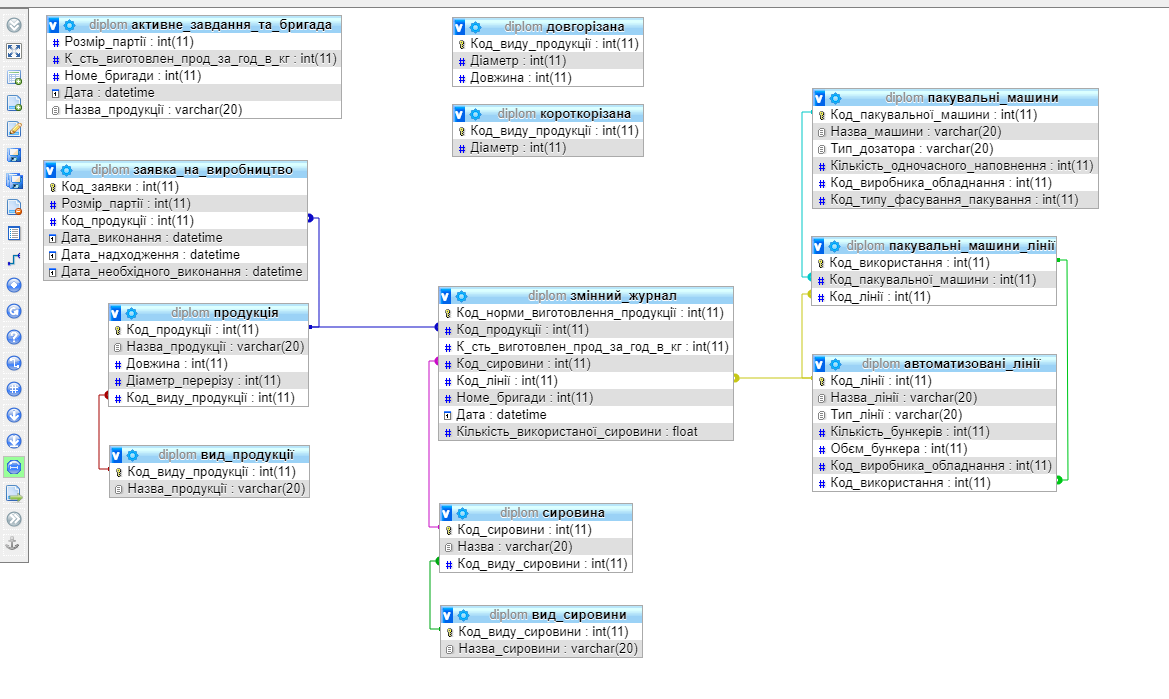 diplom активне_завдання_та_бригада
Розмір_партії : int(11)
К_сть_виготовлен_прод_за_год_в_кг : int(11)
Номе_бригади : int(11)
Дата : datetime
Назва_продукції : varchar(20)
diplom заявка_на_виробництво
Код_заявки : int(11)
Розмір_партії : int(11)
Код_продукції : int(11)
Дата_виконання : datetime
Дата_надходження : datetime
Дата_необхідного_виконання : datetime
diplom продукція
Код_продукції : int(11)
Назва_продукції : varchar(20)
Довжина : int(11)
Діаметр_перерізу : int(11)
Код_виду_продукції : int(11)
diplom вид_продукції
Код_виду_продукції : int(11)
Назва_продукції : varchar(20)
diplom довгорізана
Код_виду_продукції : int(11)
Діаметр : int(11)
Довжина : int(11)
diplom короткорізана
Код_виду_продукції : int(11)
Діаметр : int(11)
diplom змінний_журнал
Код_норми_виготовлення_продукції : int(11)
Код_продукції : int(11)
К_сть_виготовлен_прод_за_год_в_кг : int(11)
Код_сировини : int(11)
Код_лінії : int(11)
Номе_бригади : int(11)
Дата : datetime
Кількість_використаної_сировини : float
diplom сировина
Код_сировини : int(11)
Назва : varchar(20)
Код_виду_сировини : int(11)
diplom вид_сировини
Код_виду_сировини : int(11)
Назва_сировини : varchar(20)
diplom пакувальні_машини
Код_пакувальної_машини : int(11)
Назва_машини : varchar(20)
Тип_дозатора : varchar(20)
Кількість_одночасного_наповнення : int(11)
Код_виробника_обладнання : int(11)
Код_типу_фасування_пакування : int(11)
diplom пакувальні_машини_лінії
Код_використання : int(11)
Код_пакувальної_машини : int(11)
Код_лінії : int(11)
diplom автоматизовані_лінії
Код_лінії : int(11)
Назва_лінії : varchar(20)
Тип_лінії : varchar(20)
Кількість_бункерів : int(11)
Обєм_бункера : int(11)
Код_виробника_обладнання : int(11)
Код_використання : int(11)